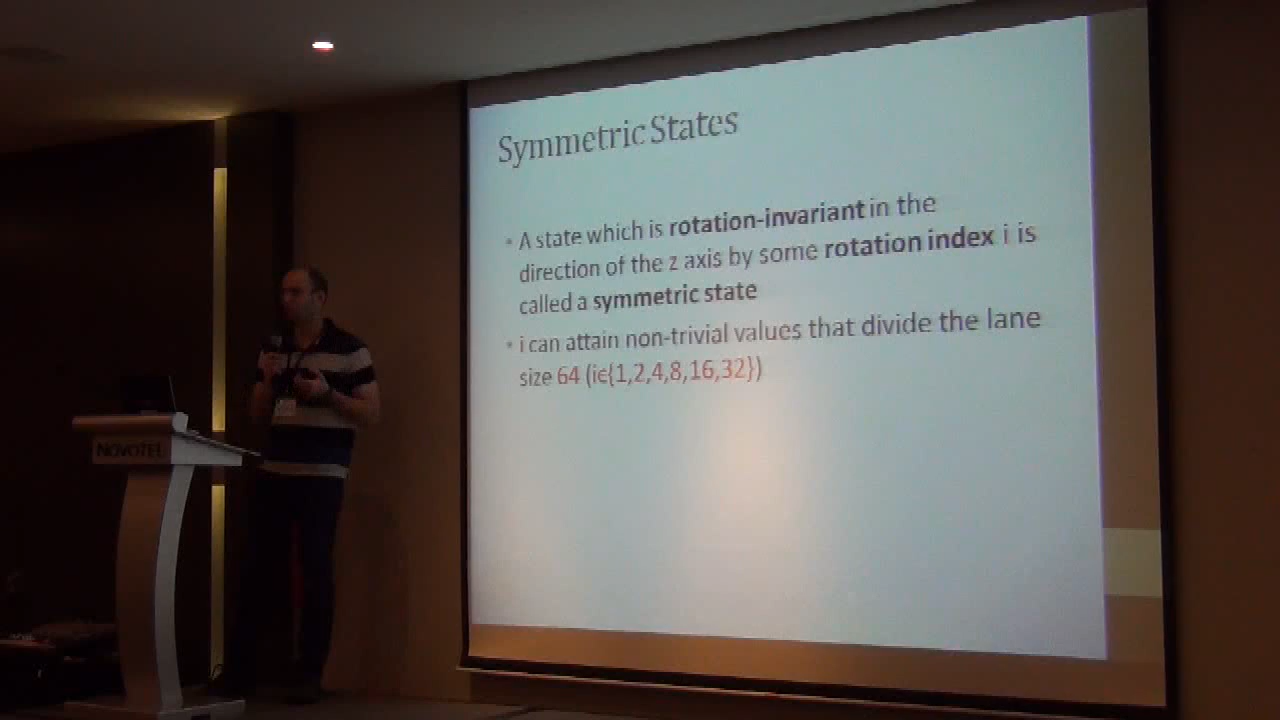 Symmetric States
• A state which is rotation-invariant in the
direction of the z axis by some rotation index i is
called a symmetric state
• i can attain non-trivial values that divide the lane
size 64 (iϵ{1,2,4,8,16,32})
NOVOTEL